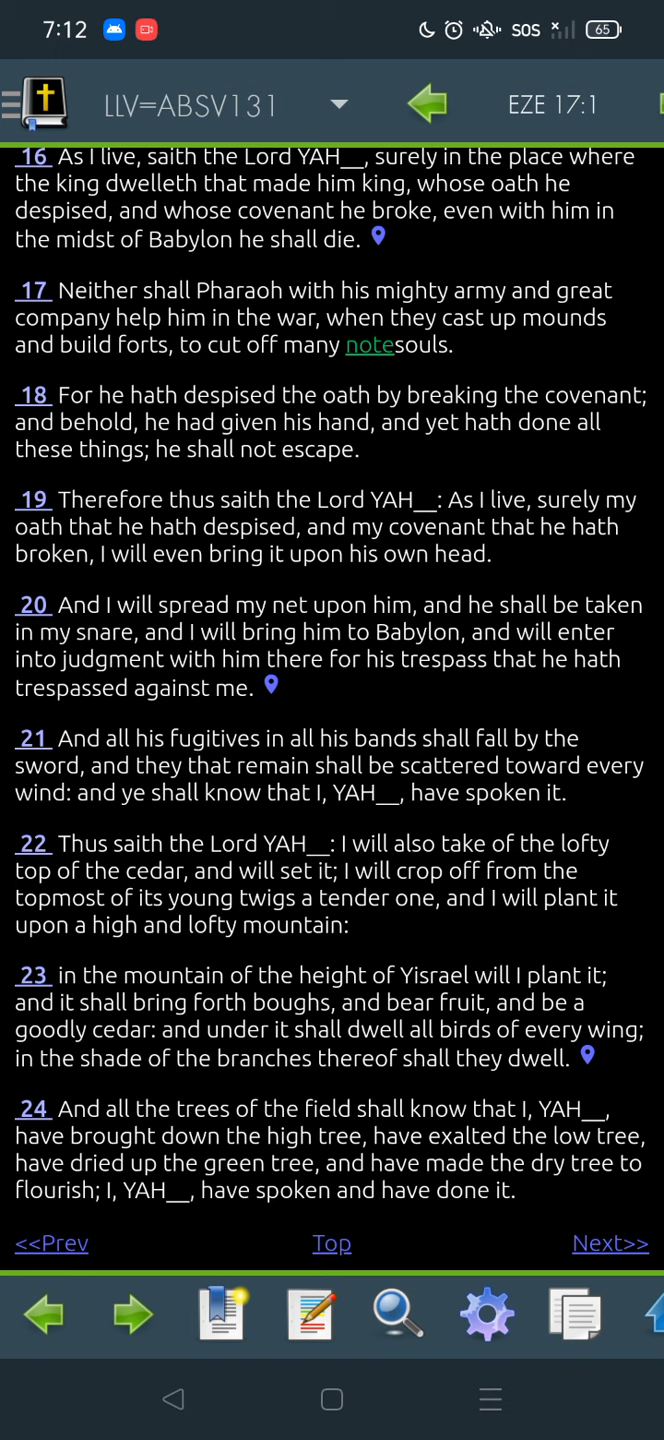 7:12
SOS
65
LLV=ABSV131
EZE 17:1
16 As I live, saith the Lord YAH__, surely in the place where
the king dwelleth that made him king, whose oath he
despised, and whose covenant he broke, even with him in
the midst of Babylon he shall die.
17 Neither shall Pharaoh with his mighty army and great
company help him in the war, when they cast up mounds
and build forts, to cut off many notesouls.
18 For he hath despised the oath by breaking the covenant;
and behold, he had given his hand, and yet hath done all
these things; he shall not escape.
19 Therefore thus saith the Lord YAH__: As I live, surely my
oath that he hath despised, and my covenant that he hath
broken, I will even bring it upon his own head.
20 And I will spread my net upon him, and he shall be taken
in my snare, and I will bring him to Babylon, and will enter
into judgment with him there for his trespass that he hath
trespassed against me.
21 And all his fugitives in all his bands shall fall by the
sword, and they that remain shall be scattered toward every
wind: and ye shall know that I, YAH__, have spoken it.
22 Thus saith the Lord YAH__: I will also take of the lofty
top of the cedar, and will set it; I will crop off from the
topmost of its young twigs a tender one, and I will plant it
upon a high and lofty mountain:
23 in the mountain of the height of Yisrael will I plant it;
and it shall bring forth boughs, and bear fruit, and be a
goodly cedar: and under it shall dwell all birds of every wing;
in the shade of the branches thereof shall they dwell.
24 And all the trees of the field shall know that I, YAH__,
have brought down the high tree, have exalted the low tree,
have dried up the green tree, and have made the dry tree to
flourish; I, YAH__, have spoken and have done it.
<<Prev
Top
Next>>